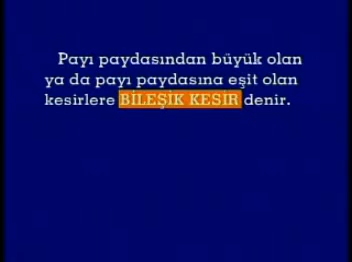 Payı paydasından büyük olan
ya da payı paydasına eşit olan
kesirlere BİLEŞİK KESİR denir.